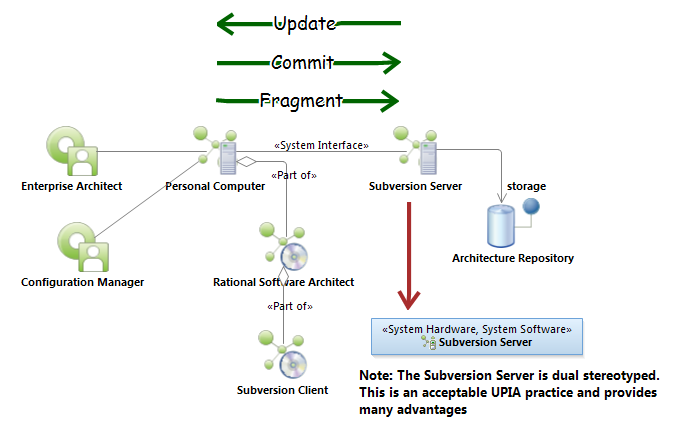 Update
Commit
Fragment
«System Interface»
Enterprise Architect
Personal Computer
Subversion Server
«Part of»
storage
Configuration Manager
Rational Software Architect
Architecture Repository
«Part of»
«System Hardware, System Software»
Subversion Server
Subversion Client
Note: The Subversion Server is dual stereotyped.
This is an acceptable UPIA practice and provides
many advantages